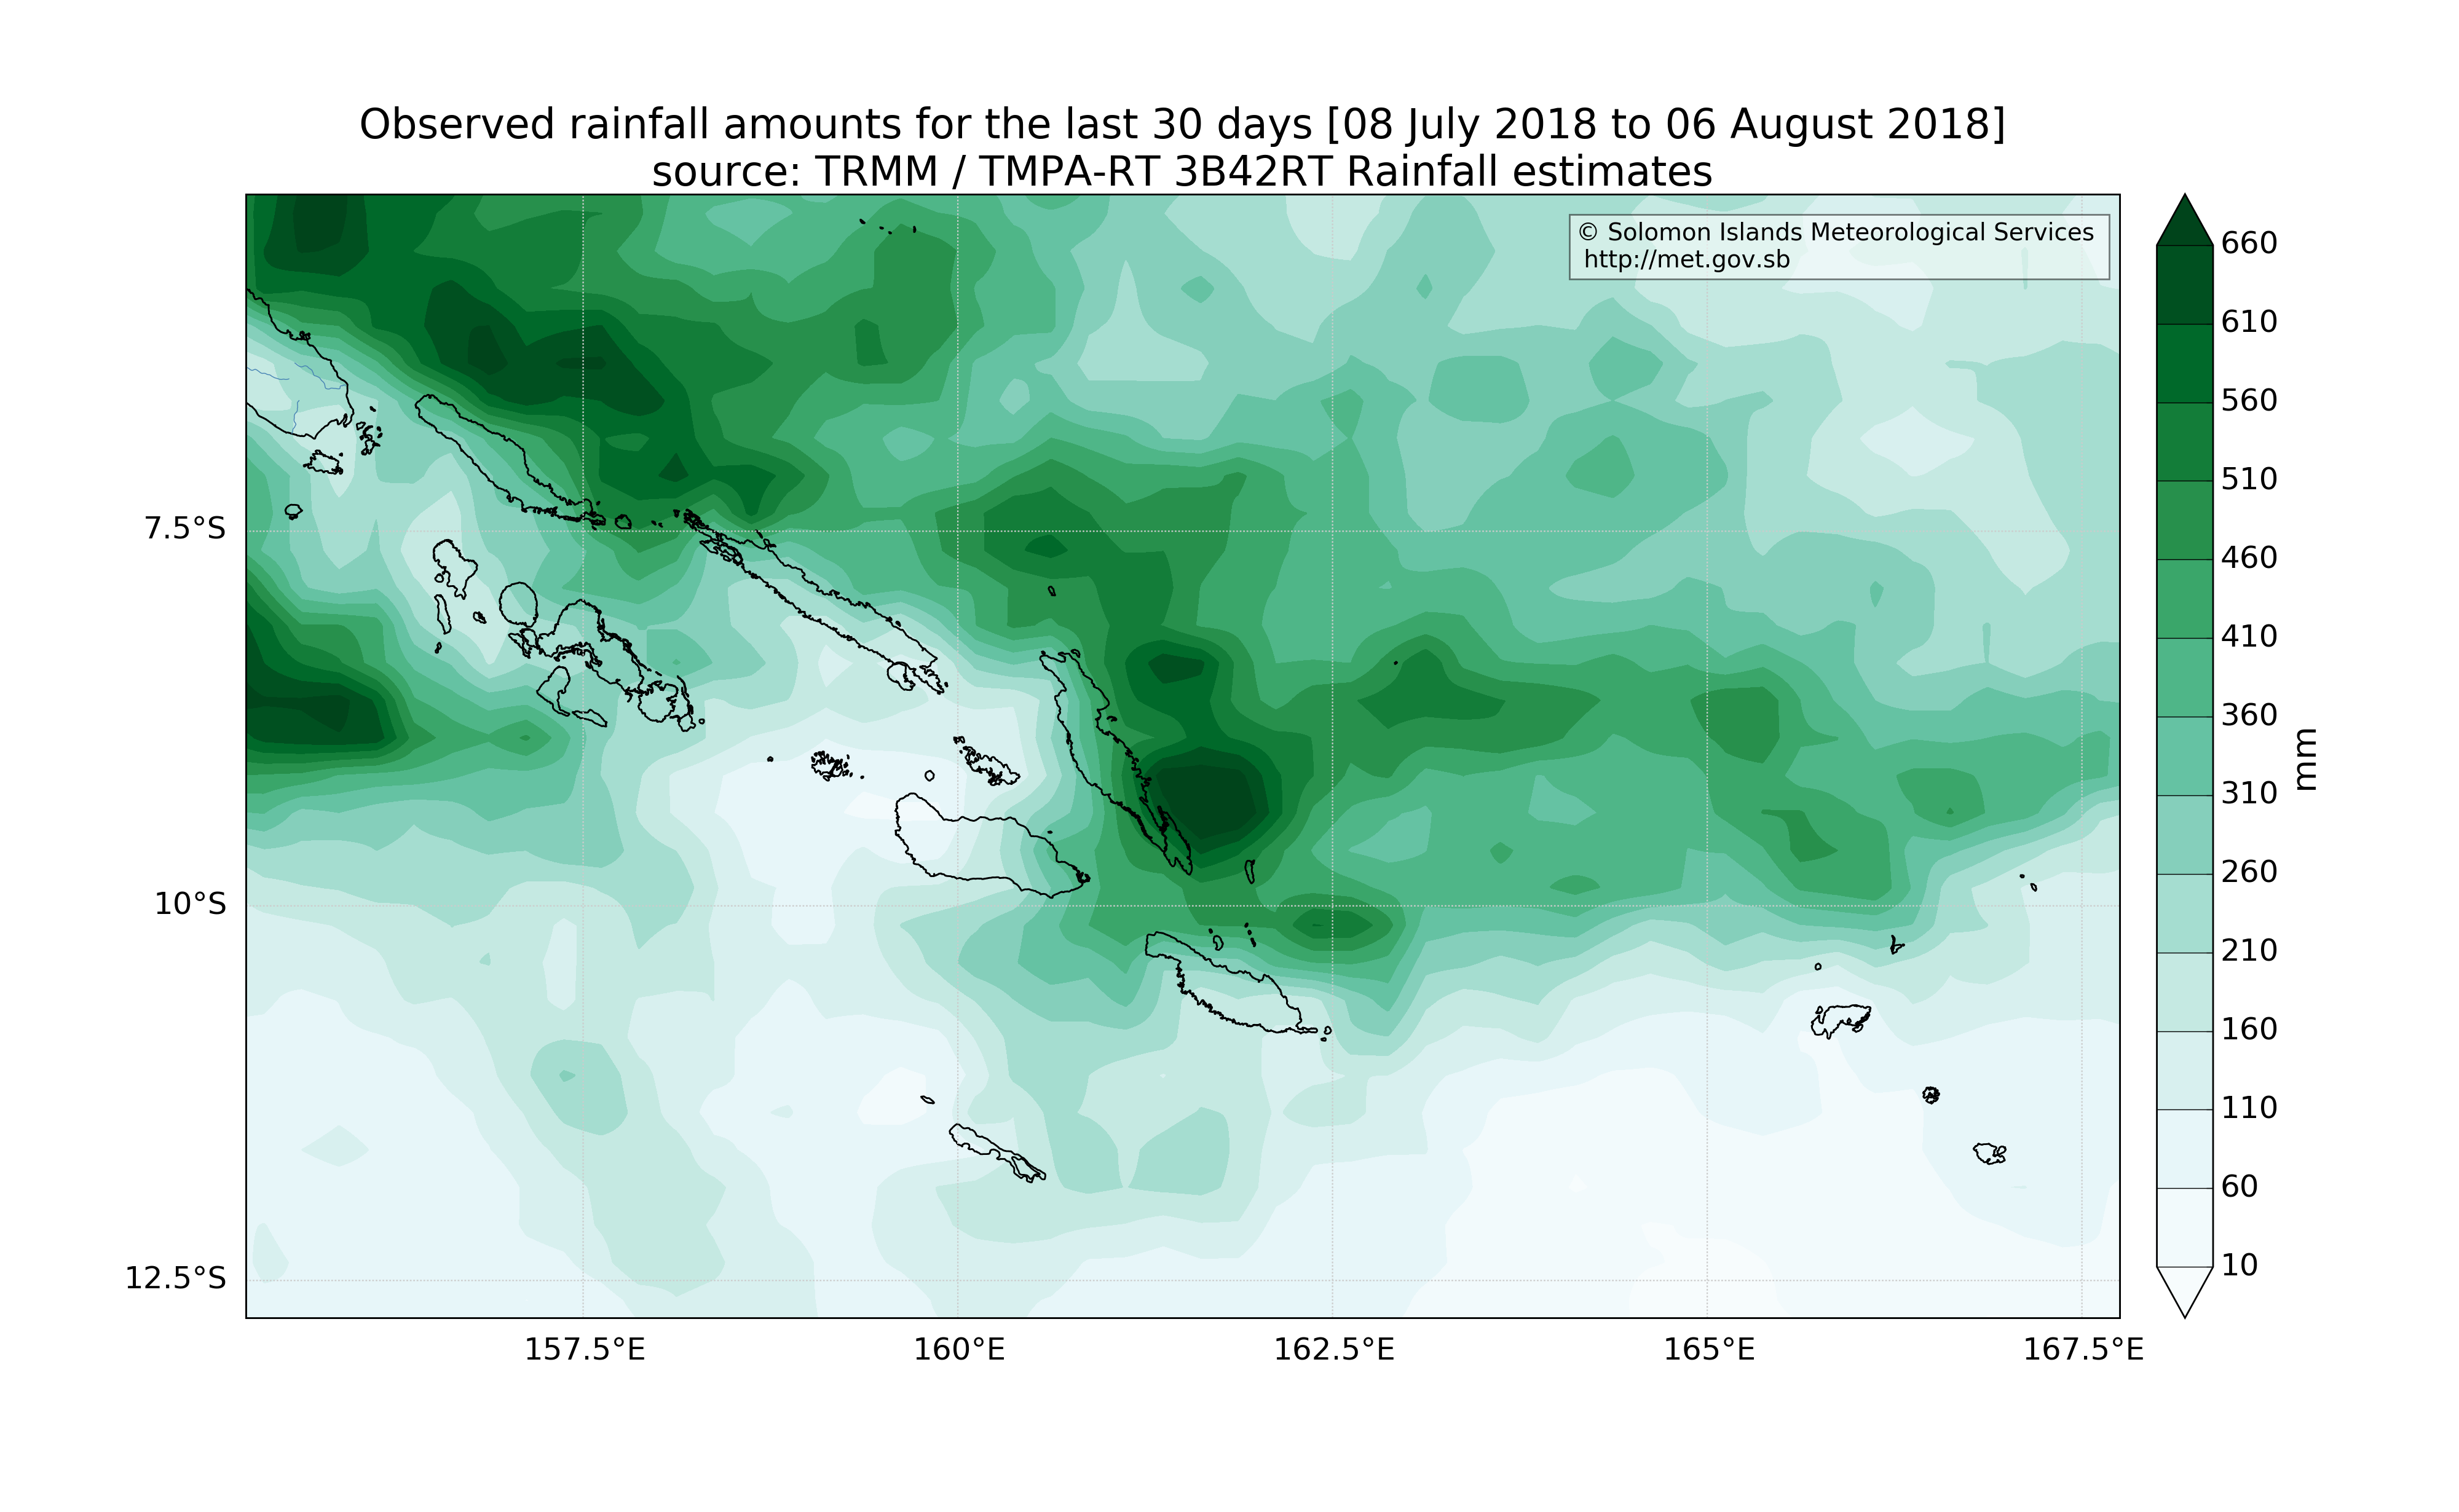 Observed rainfall amounts for the last 30 days [08 July 2018 to 06 August 2018]
source: TRMM / TMPA-RT 3B42RT Rainfall estimates
© Solomon Islands Meteorological Services
http://met.gov.sb
7.5°S
10°S
12.5°S
157.5°E
160°E
162.5°E
165°E
167.5°E
660
610
560
510
460
410
360
310
260
210
160
110
60
10
mm